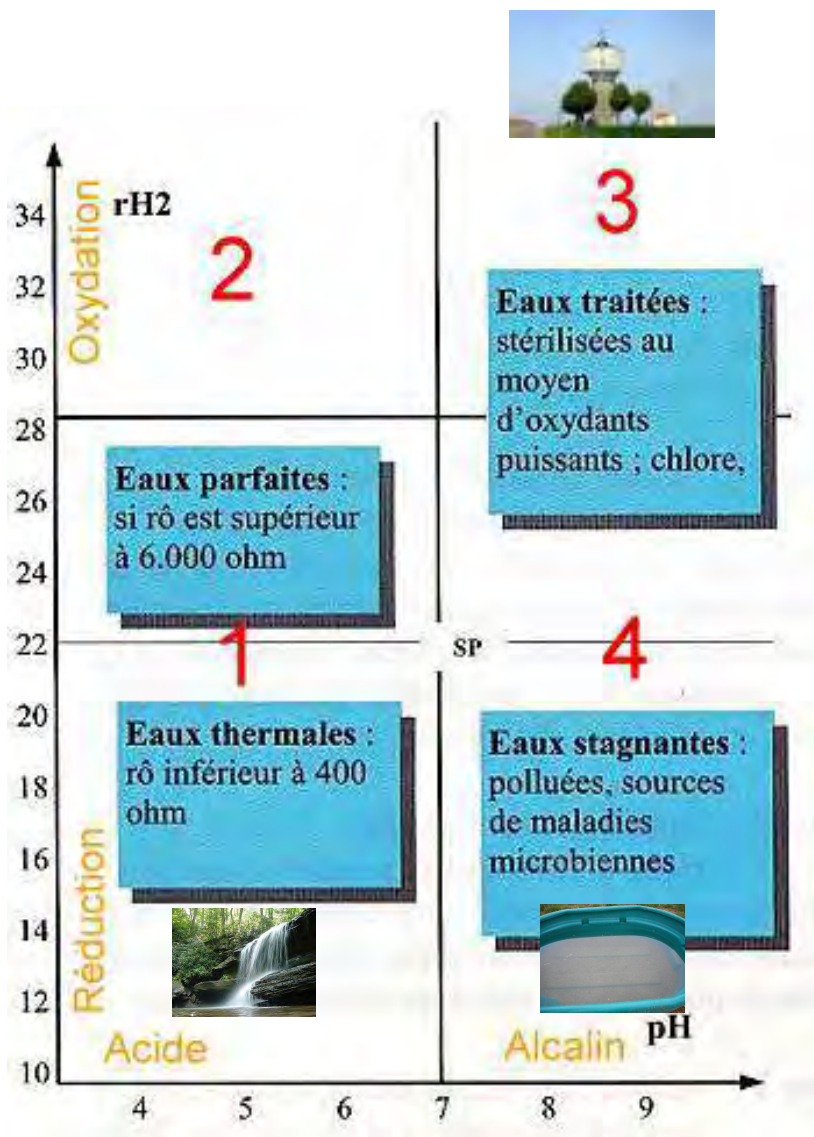 rH2
Oxydation
34
32
30
28
26
24
22
20
18
16
14
12
10
2
3
Eaux traitées :
stérilisées au
moyen
d'oxydants
puissants ; chlore,
Eaux parfaites :
si rô est supérieur
à 6.000 ohm
1
SP
4
Eaux thermales :
rô inférieur à 400
ohm
Eaux stagnantes :
polluées, sources
de maladies
microbiennes
Réduction
Acide
Alcalin
pH
4 5 6 7 8 9